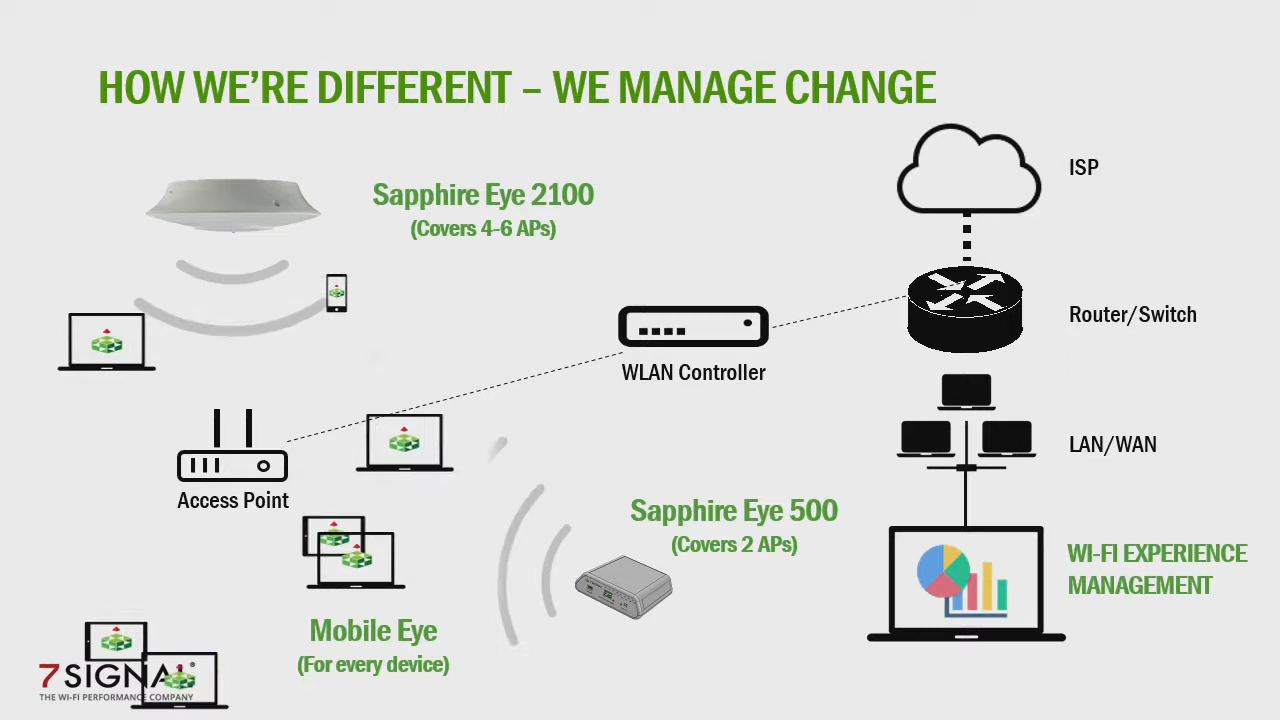 HOW WE'RE DIFFERENT – WE MANAGE CHANGE
ISP
Sapphire Eye 2100
(Covers 4-6 APs)
Router/Switch
WLAN Controller
LAN/WAN
Access Point
Sapphire Eye 500
(Covers 2 APs)
WI-FI EXPERIENCE
MANAGEMENT
Mobile Eye
(For every device)
7SIGNA ®
THE WI-FI PERFORMANCE COMPANY